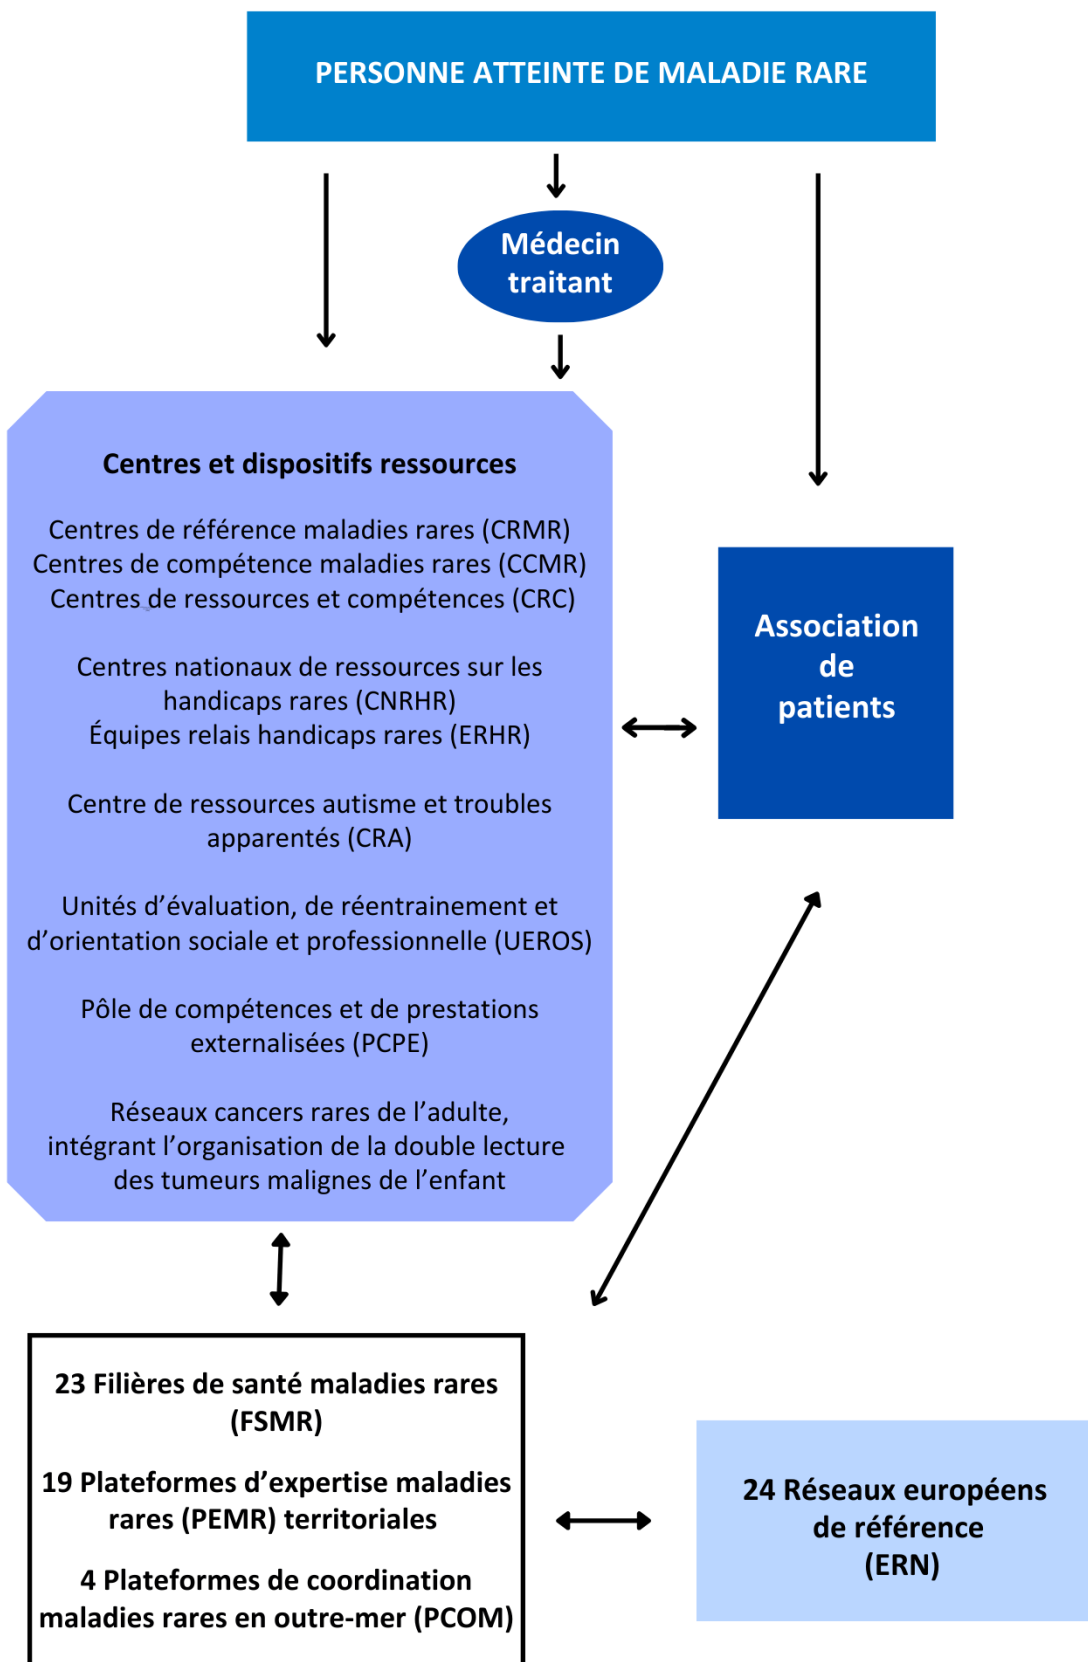 PERSONNE ATTEINTE DE MALADIE RARE
Médecin
traitant
Centres et dispositifs ressources
Centres de référence maladies rares (CRMR)
Centres de compétence maladies rares (CCMR)
Centres de ressources et compétences (CRC)
Centres nationaux de ressources sur les
handicaps rares (CNRHR)
Équipes relais handicaps rares (ERHR)
Centre de ressources autisme et troubles
apparentés (CRA)
Unités d’évaluation, de réentrainement et
d’orientation sociale et professionnelle (UEROS)
Pôle de compétences et de prestations
externalisées (PCPE)
Réseaux cancers rares de l’adulte,
intégrant l’organisation de la double lecture
des tumeurs malignes de l’enfant
Association
de
patients
23 Filières de santé maladies rares
(FSMR)
19 Plateformes d’expertise maladies
rares (PEMR) territoriales
4 Plateformes de coordination
maladies rares en outre-mer (PCOM)
24 Réseaux européens
de référence
(ERN)